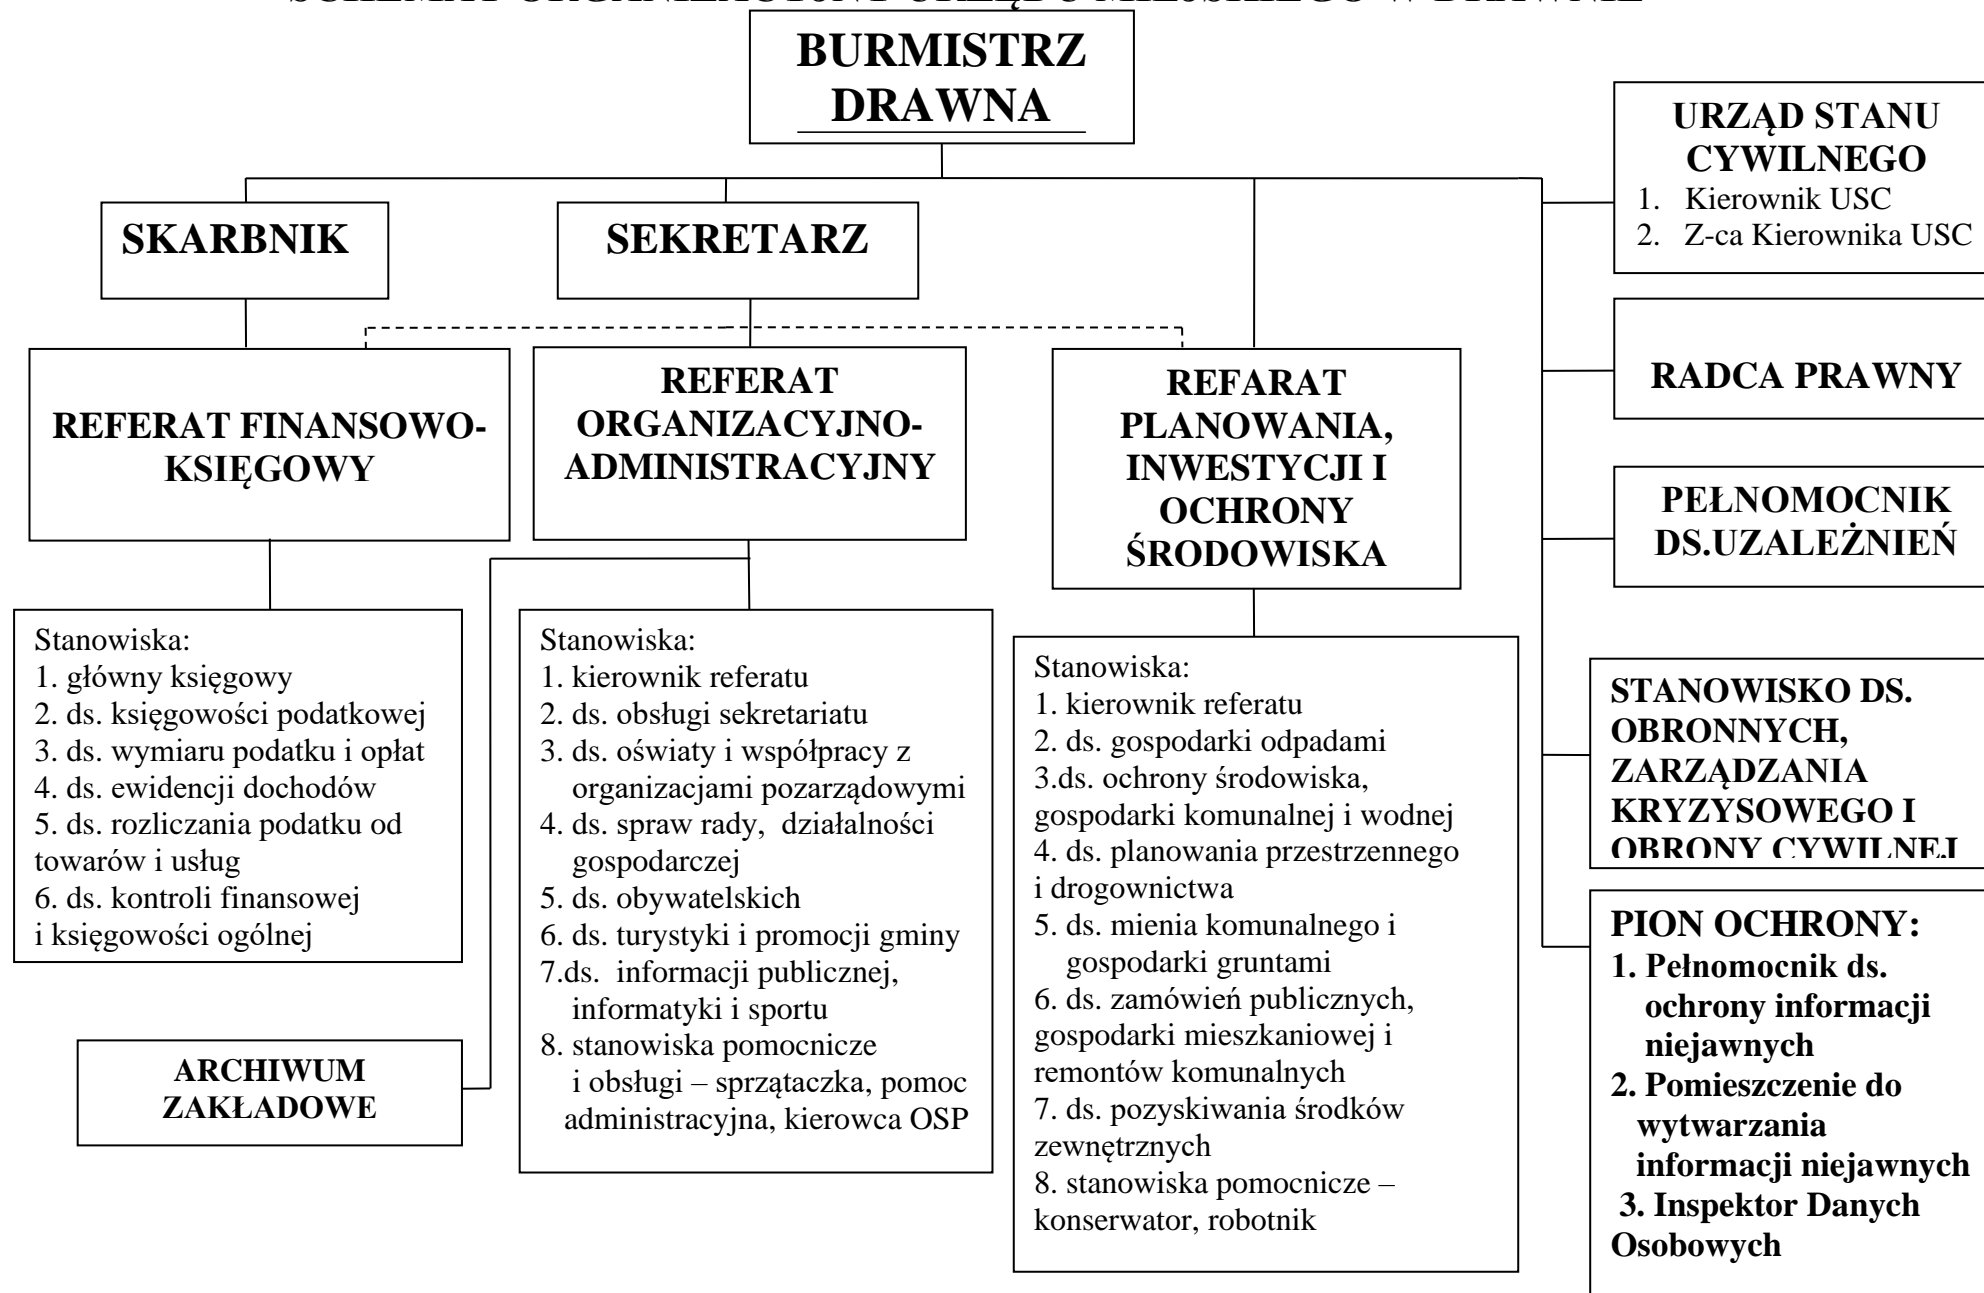 SCHEMAT ORGANIZACYJNY URZĘDU MIEJSKIEGO W DRAWNIE
BURMISTRZ
DRAWNA
SKARBNIK
SEKRETARZ
URZĄD STANU
CYWILNEGO
1. Kierownik USC
2. Z-ca Kierownika USC
RADCA PRAWNY
PEŁNOMOCNIK
DS.UZALEŻNIEŃ
STANOWISKO DS.
OBRONNYCH,
ZARZĄDZANIA
KRYZYSOWEGO I
OBRONY CYWILNEJ
PION OCHRONY:
1. Pełnomocnik ds.
ochrony informacji
niejawnych
2. Pomieszczenie do
wytwarzania
informacji niejawnych
3. Inspektor Danych
Osobowych
REFERAT FINANSOWO-
KSIĘGOWY
REFERAT
ORGANIZACYJNO-
ADMINISTRACYJNY
REFARAT
PLANOWANIA,
INWESTYCJI I
OCHRONY
ŚRODOWISKA
Stanowiska:
1. główny księgowy
2. ds. księgowości podatkowej
3. ds. wymiaru podatku i opłat
4. ds. ewidencji dochodów
5. ds. rozliczania podatku od
towarów i usług
6. ds. kontroli finansowej
i księgowości ogólnej
ARCHIWUM
ZAKŁADOWE
Stanowiska:
1. kierownik referatu
2. ds. obsługi sekretariatu
3. ds. oświaty i współpracy z
organizacjami pozarządowymi
4. ds. spraw rady, działalności
gospodarczej
5. ds. obywatelskich
6. ds. turystyki i promocji gminy
7.ds. informacji publicznej,
informatyki i sportu
8. stanowiska pomocnicze
i obsługi – sprzątaczka, pomoc
administracyjna, kierowca OSP
Stanowiska:
1. kierownik referatu
2. ds. gospodarki odpadami
3.ds. ochrony środowiska,
gospodarki komunalnej i wodnej
4. ds. planowania przestrzennego
i drogownictwa
5. ds. mienia komunalnego i
gospodarki gruntami
6. ds. zamówień publicznych,
gospodarki mieszkaniowej i
remontów komunalnych
7. ds. pozyskiwania środków
zewnętrznych
8. stanowiska pomocnicze –
konserwator, robotnik